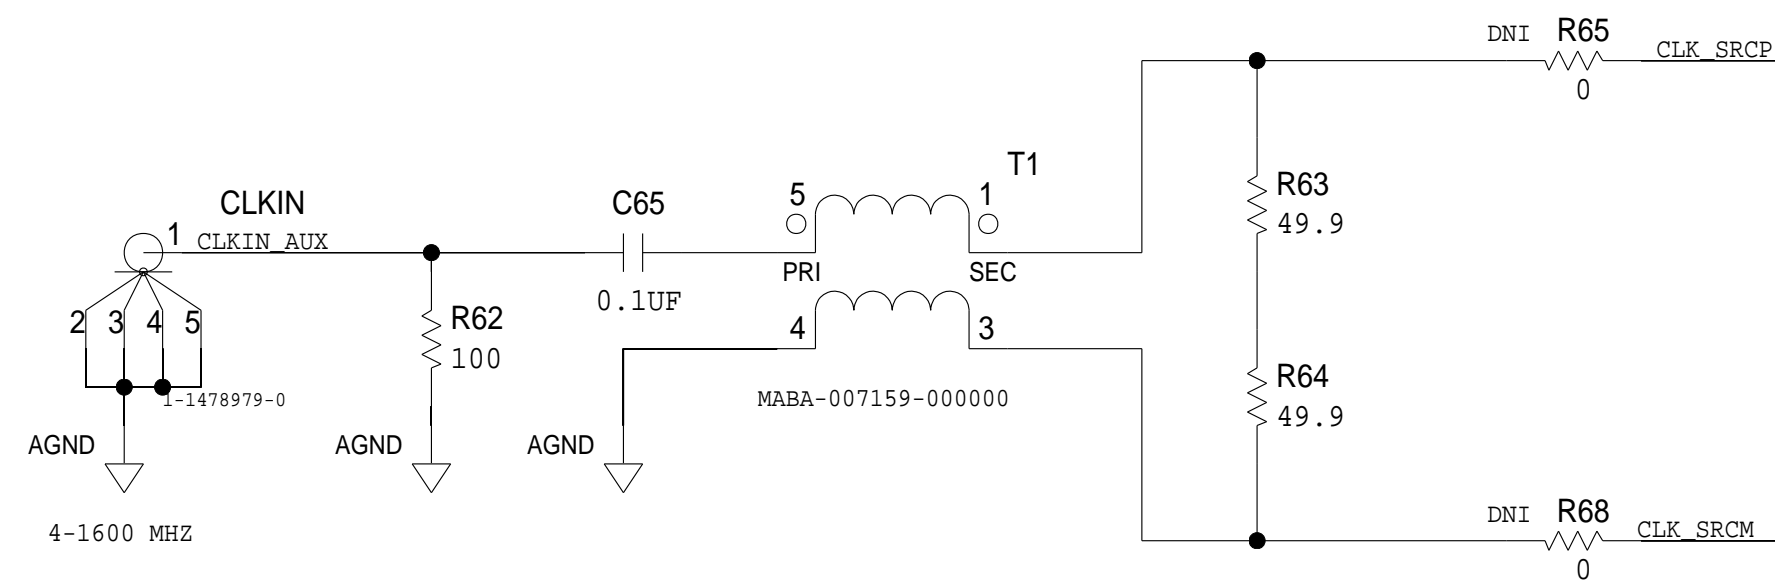 DNI R65
CLK_SRCP
0
T1
CLKIN
C65
5
1
R63
49.9
1
CLKIN_AUX
PRI
SEC
0.1UF
2 3 4 5
R62
100
4
3
R64
49.9
1-1478979-0
MABA-007159-000000
AGND
AGND
AGND
DNI R68
CLK_SRCM
0
4-1600 MHZ